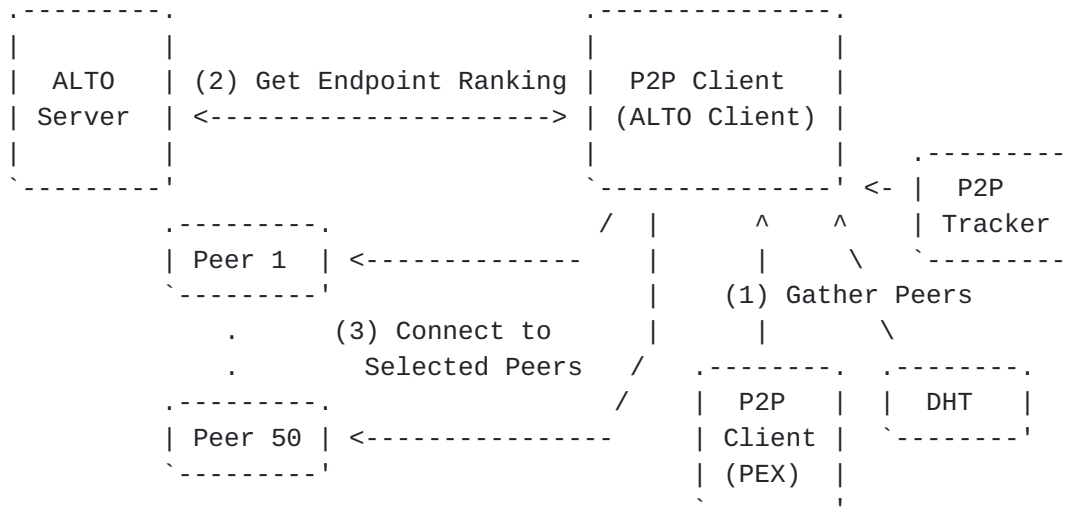 .---------.                           .---------------.
|         |                           |               |
|  ALTO   | (2) Get Endpoint Ranking  |  P2P Client   |
| Server  | <-----------------------> | (ALTO Client) |
|         |                           |               |     .---------
`---------'                           `---------------' <- |  P2P
          .---------.                 /  |      ^    ^     | Tracker
          | Peer 1  | <--------------    |      |     \    `---------
          `---------'                    |    (1) Gather Peers
              .      (3) Connect to      |      |       \
              .        Selected Peers   /   .--------.  .--------.
          .---------.                  /    |  P2P   |  |  DHT   |
          | Peer 50 | <----------------     | Client |  `--------'
          `---------'                       | (PEX)  |
                                            `--------'